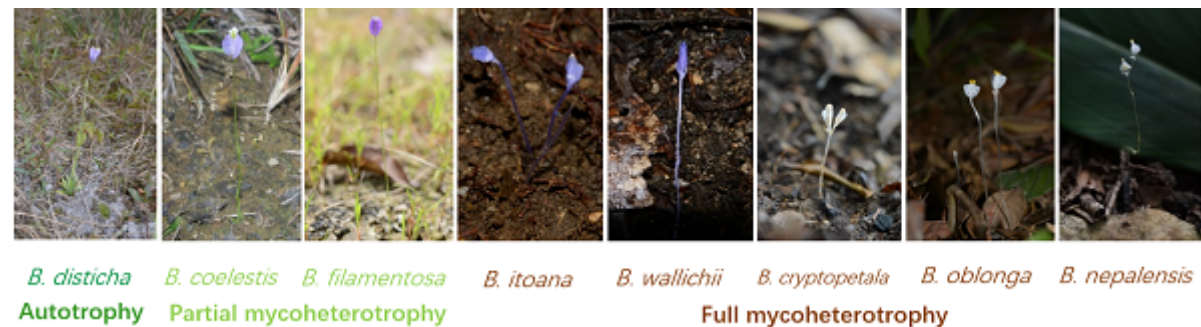 B. disticha B. coelestis B. filamentosa B. itoana B. wallichii B. cryptopetala B. oblonga B. nepalensis
Autotrophy Partial mycoheterotrophy Full mycoheterotrophy